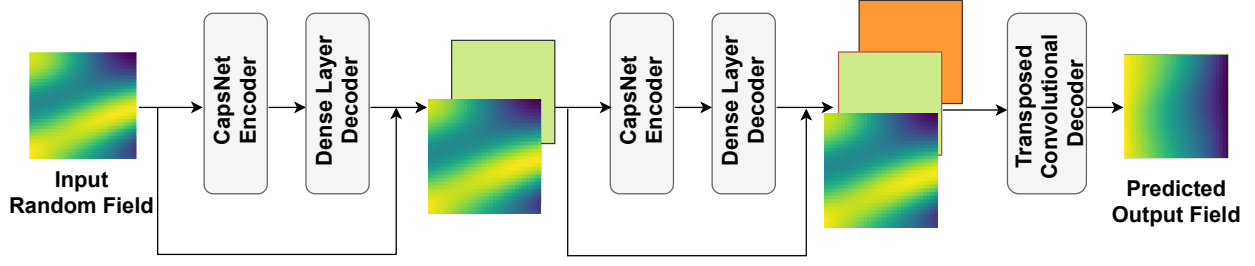 Input
Random Field
CapsNet
Encoder
Dense Layer
Decoder
CapsNet
Encoder
Dense Layer
Decoder
Transposed
Convolutional
Decoder
Predicted
Output Field